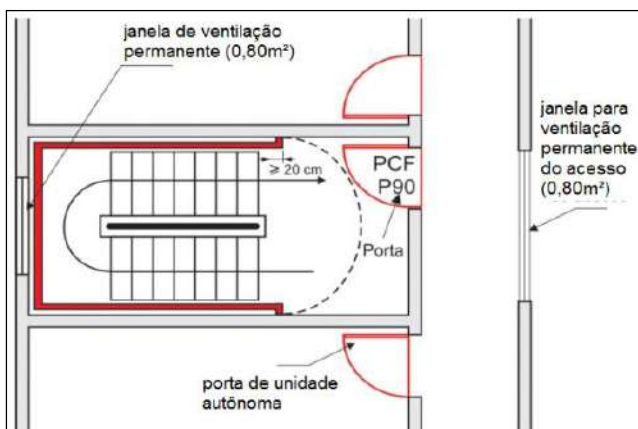 janela de ventilação
permanente (0,80m²)
janela para
ventilação
permanente
do acesso
(0,80m²)
≥ 20 cm
PCF
P90
Porta
porta de unidade
autônoma